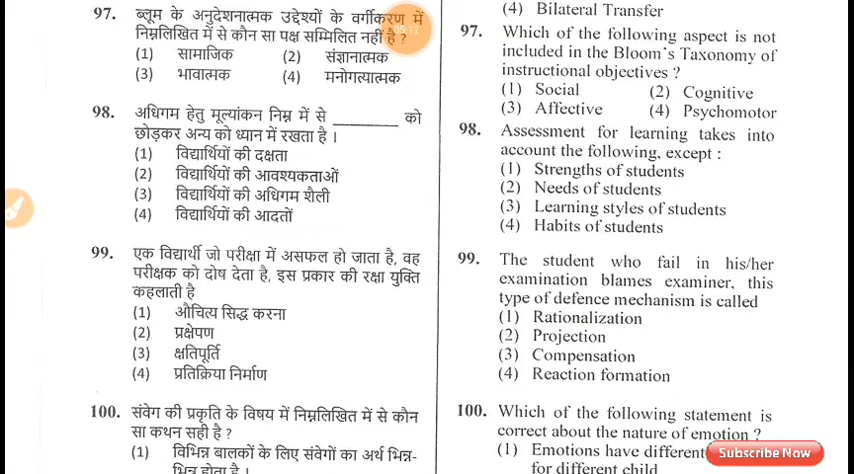 97. ब्लूम के अनुदेशनात्मक उद्देश्यों के वर्गीकरण में
निम्नलिखित में से कौन सा पक्ष सम्मिलित नहीं है ?
(1) सामाजिक (2) संज्ञानात्मक
(3) भावात्मक (4) मनोगत्यात्मक
98. अधिगम हेतु मूल्यांकन निम्न में से ________ को
छोड़कर अन्य को ध्यान में रखता है ।
(1) विद्यार्थियों की दक्षता
(2) विद्यार्थियों की आवश्यकताओं
(3) विद्यार्थियों की अधिगम शैली
(4) विद्यार्थियों की आदतों
99. एक विद्यार्थी जो परीक्षा में असफल हो जाता है, वह
परीक्षक को दोष देता है, इस प्रकार की रक्षा युक्ति
कहलाती है
(1) औचित्य सिद्ध करना
(2) प्रक्षेपण
(3) क्षतिपूर्ति
(4) प्रतिक्रिया निर्माण
100. संवेग की प्रकृति के विषय में निम्नलिखित में से कौन
सा कथन सही है ?
(1) विभिन्न बालकों के लिए संवेगों का अर्थ भिन्न-
भिन्न होता है ।
(4) Bilateral Transfer
97. Which of the following aspect is not
included in the Bloom's Taxonomy of
instructional objectives ?
(1) Social (2) Cognitive
(3) Affective (4) Psychomotor
98. Assessment for learning takes into
account the following, except :
(1) Strengths of students
(2) Needs of students
(3) Learning styles of students
(4) Habits of students
99. The student who fail in his/her
examination blames examiner, this
type of defence mechanism is called
(1) Rationalization
(2) Projection
(3) Compensation
(4) Reaction formation
100. Which of the following statement is
correct about the nature of emotion ?
(1) Emotions have different
for different child
Subscribe Now